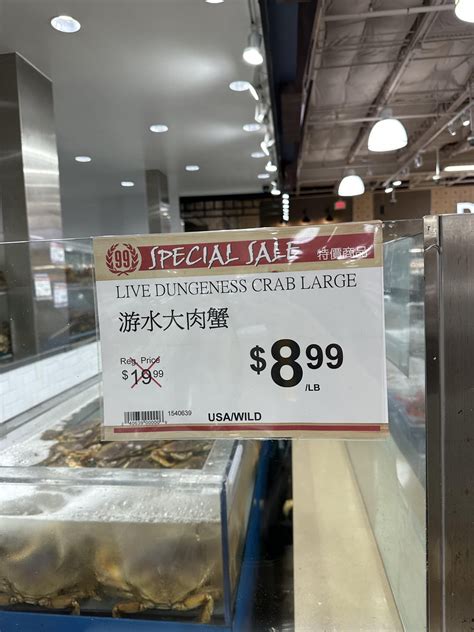 99 SPECIAL SALE 特價商品
LIVE DUNGENESS CRAB LARGE
游水大肉蟹
Reg. Price
$19.99
$8.99
/LB
1540639
USA/WILD